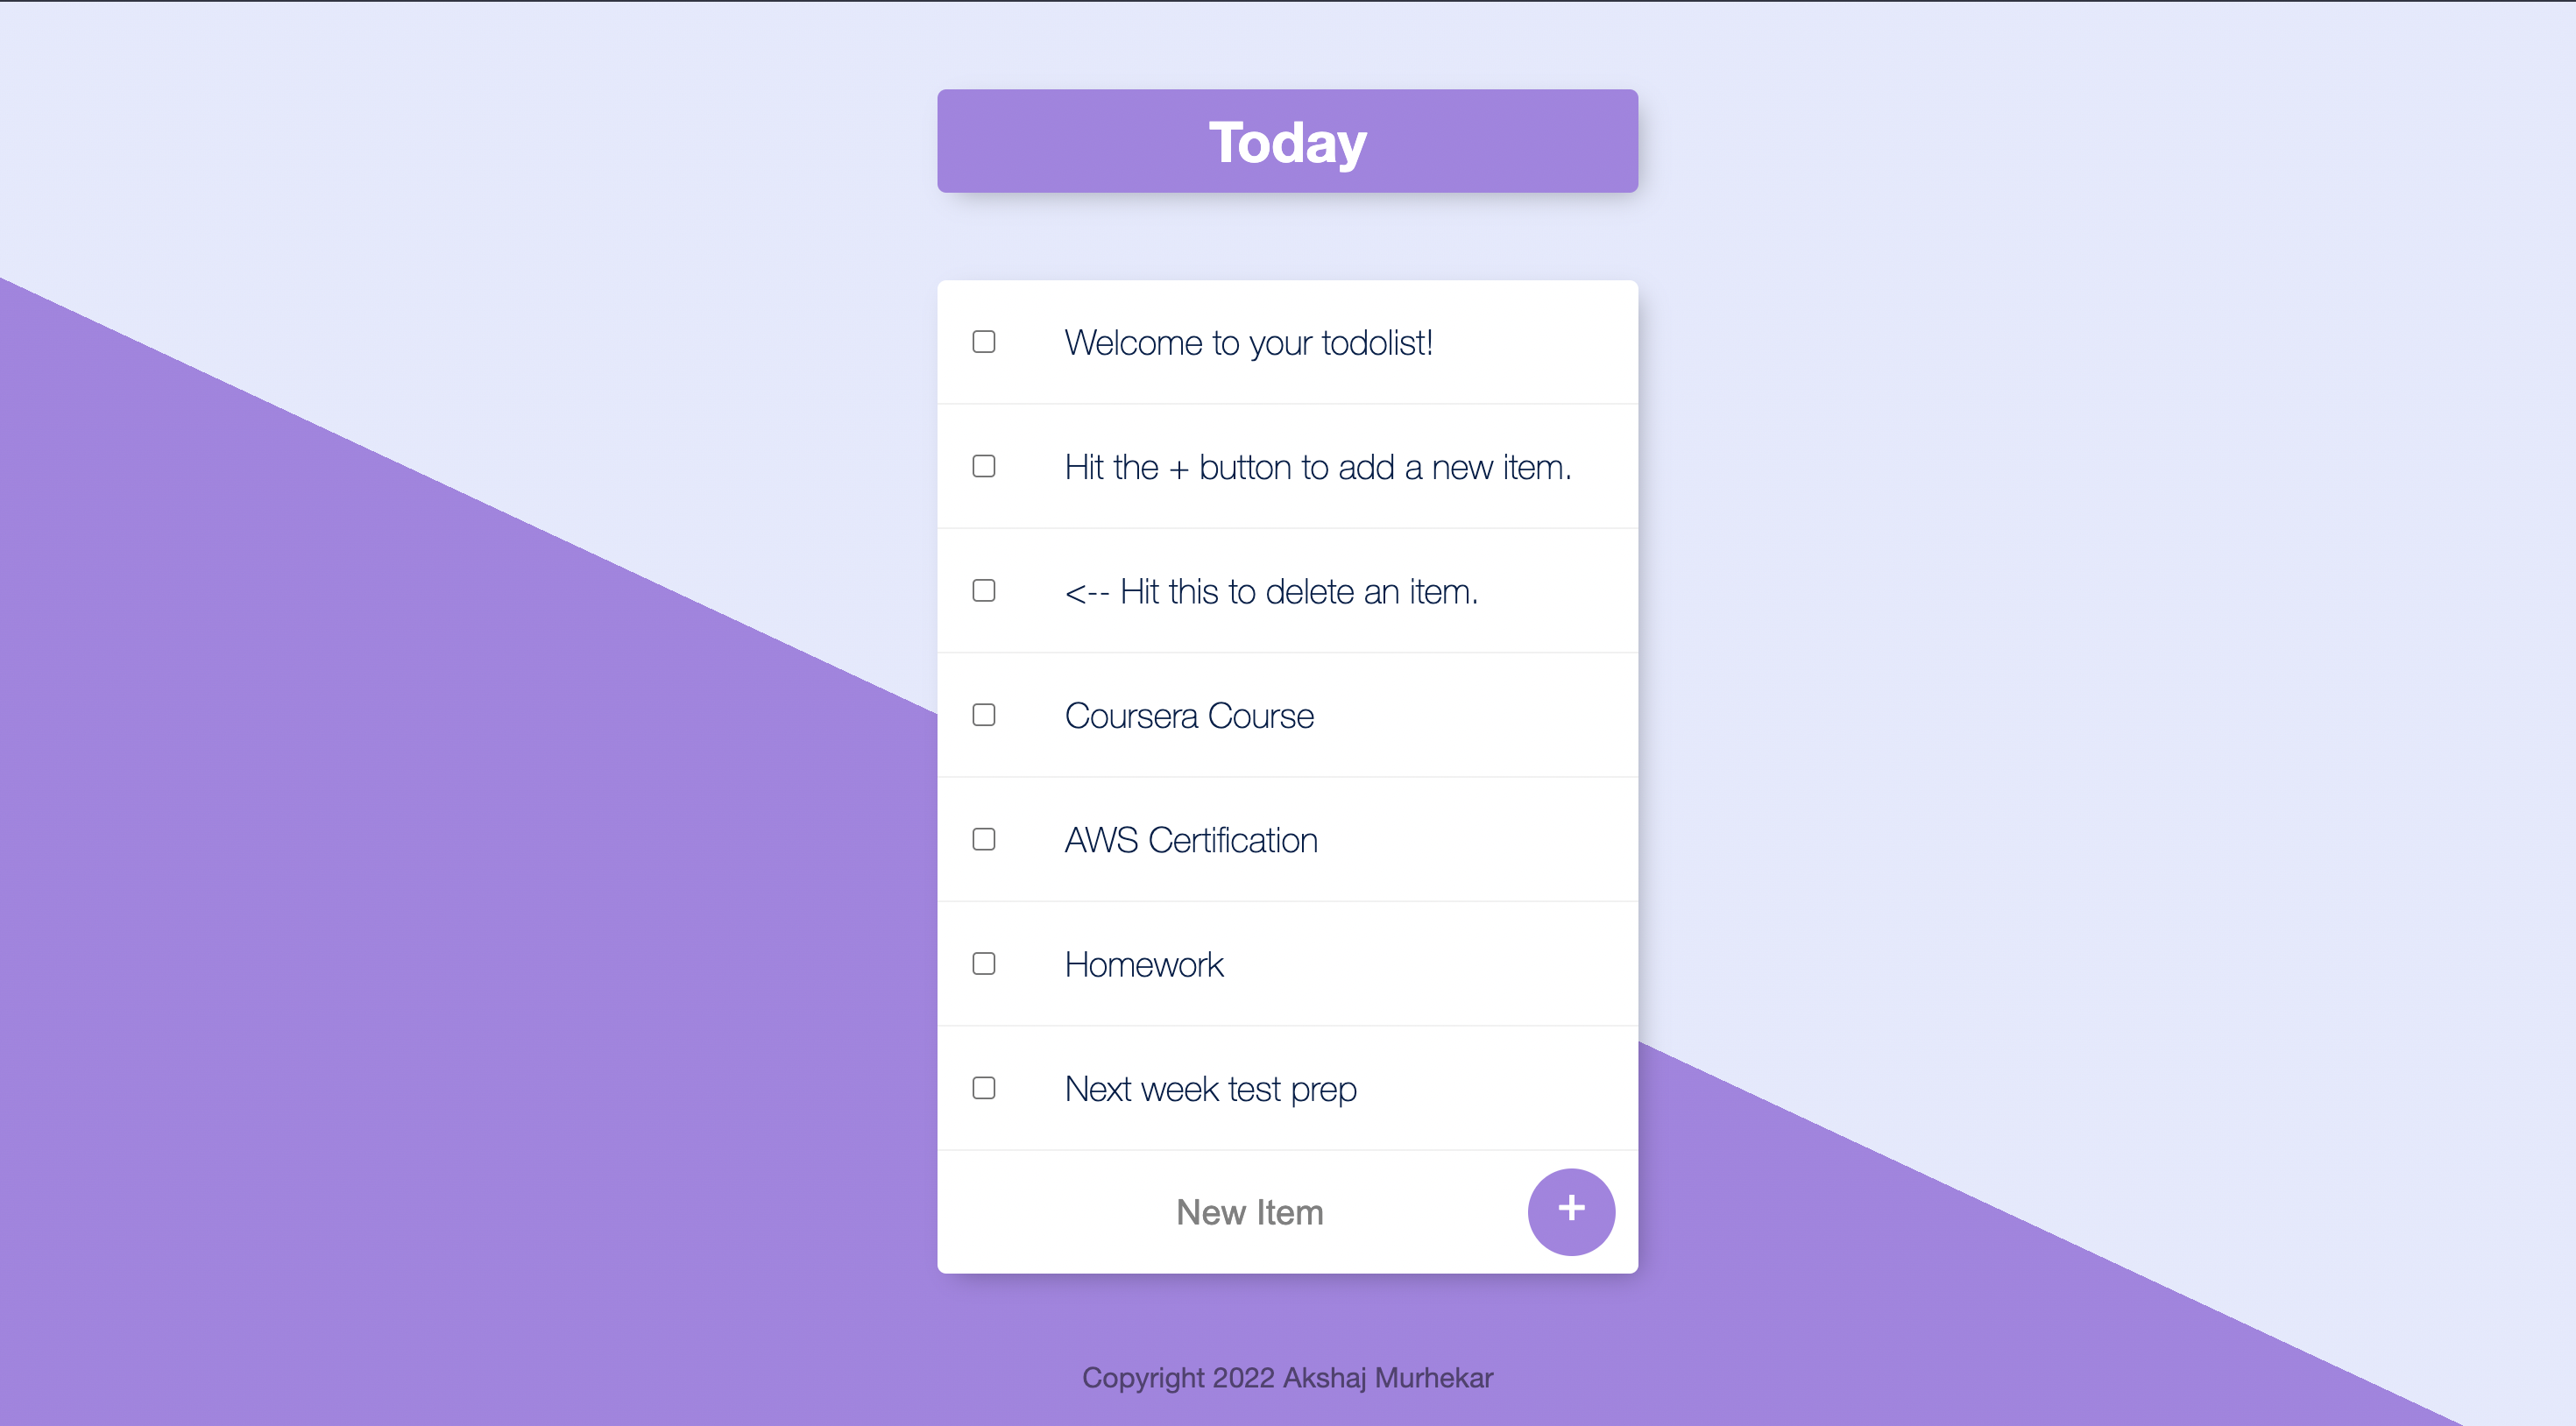 Today
Welcome to your todolist!
Hit the + button to add a new item.
<-- Hit this to delete an item.
Coursera Course
AWS Certification
Homework
Next week test prep
New Item
+
Copyright 2022 Akshaj Murhekar